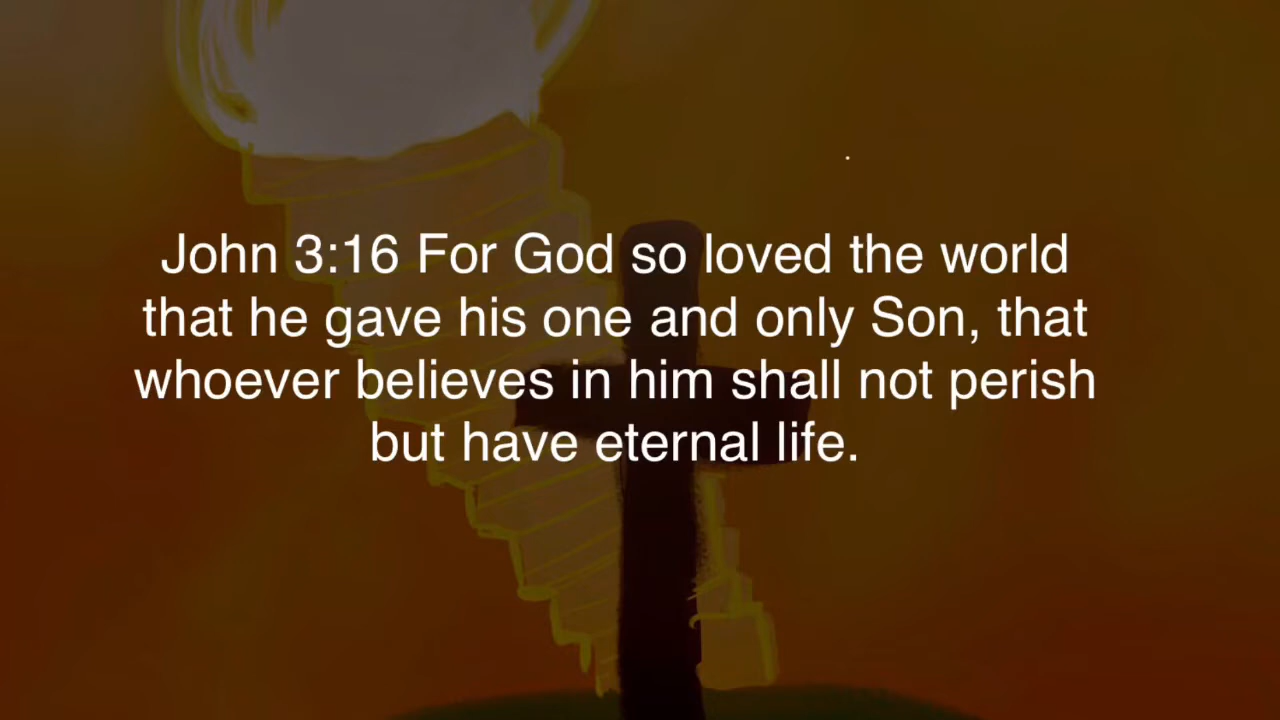 John 3:16 For God so loved the world
that he gave his one and only Son, that
whoever believes in him shall not perish
but have eternal life.